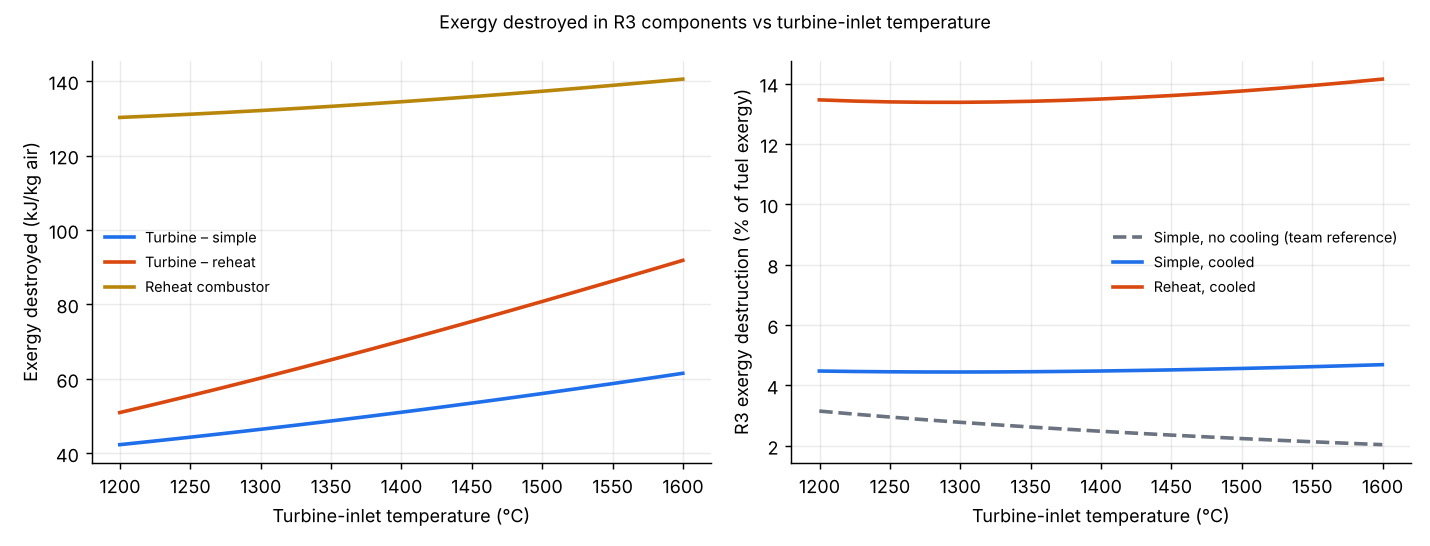 Exergy destroyed in R3 components vs turbine-inlet temperature
Exergy destroyed (kJ/kg air)
140
120
100
80
60
40
Turbine – simple
Turbine – reheat
Reheat combustor
1200 1250 1300 1350 1400 1450 1500 1550 1600
Turbine-inlet temperature (°C)
R3 exergy destruction (% of fuel exergy)
14
12
10
8
6
4
2
Simple, no cooling (team reference)
Simple, cooled
Reheat, cooled
1200 1250 1300 1350 1400 1450 1500 1550 1600
Turbine-inlet temperature (°C)